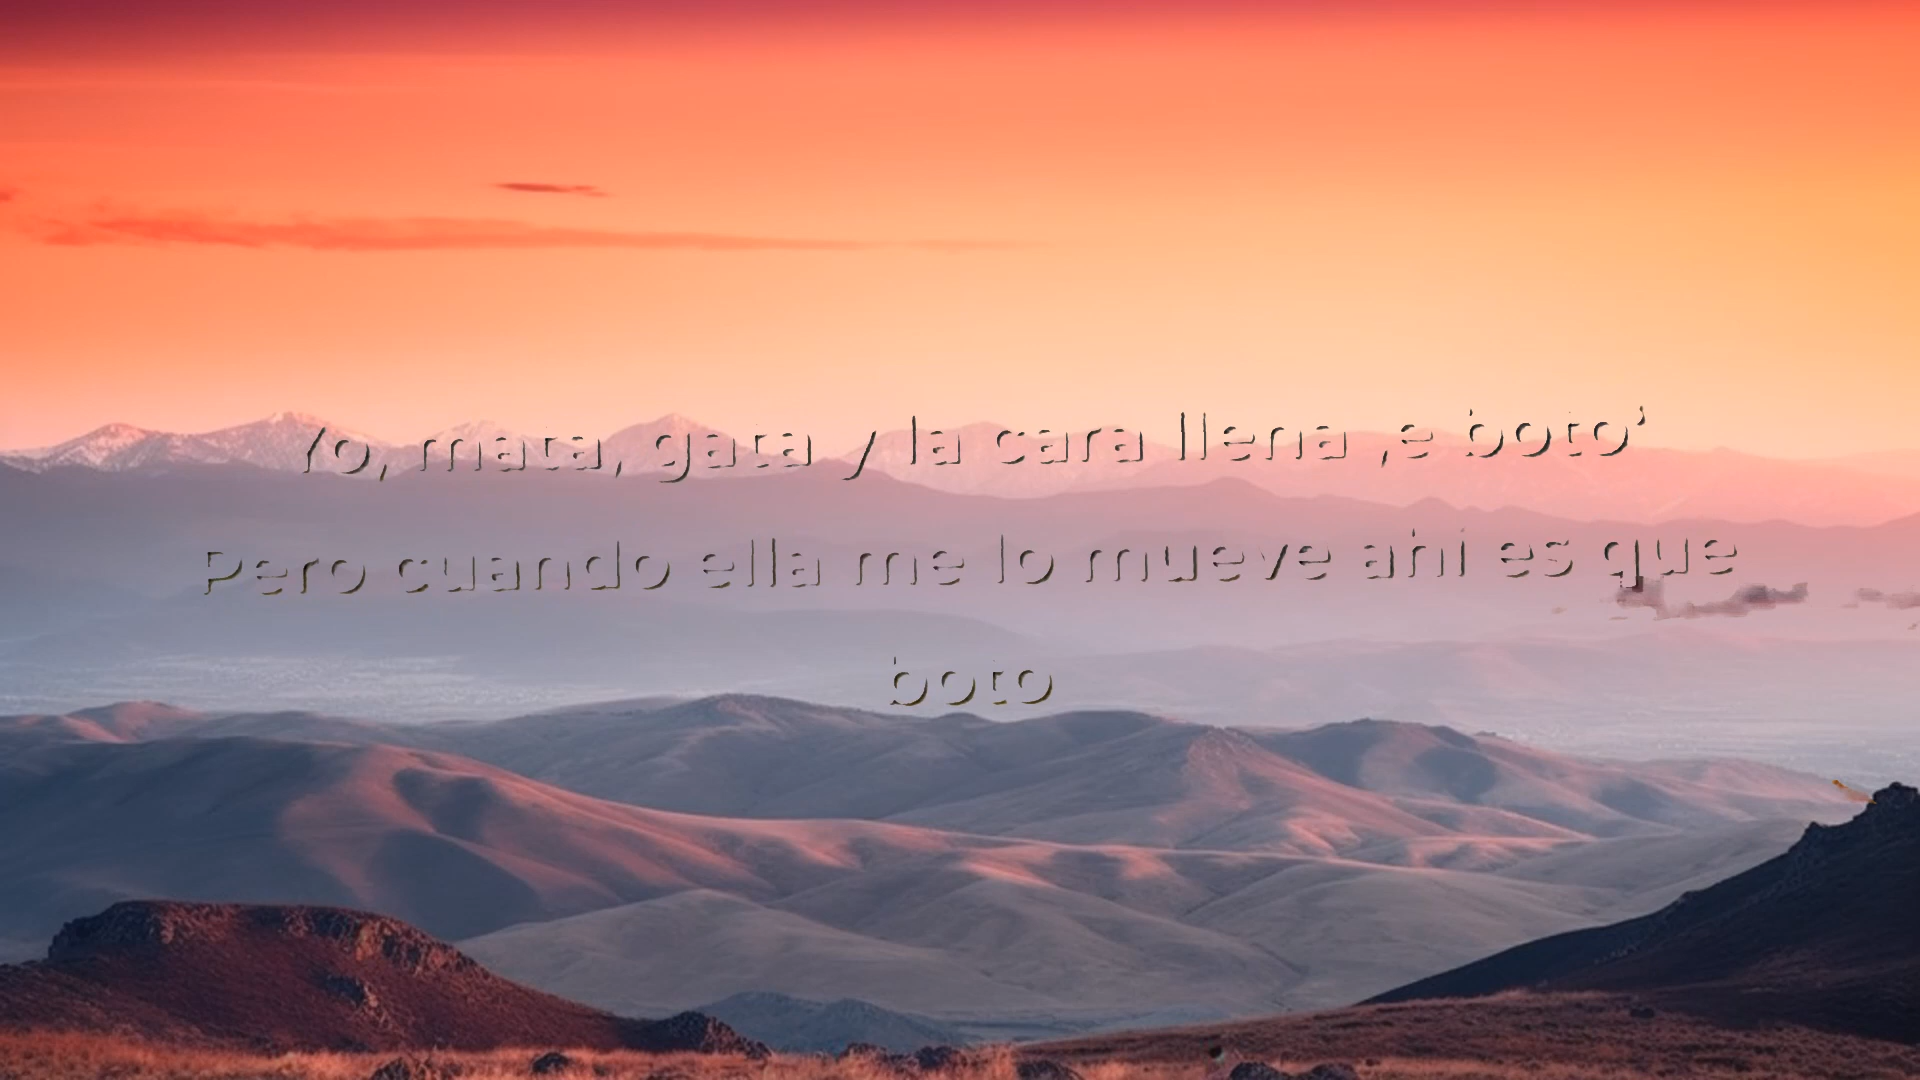 Yo, mata, gata y la cara llena ,e boto'
Pero cuando ella me lo mueve ahí es que
boto